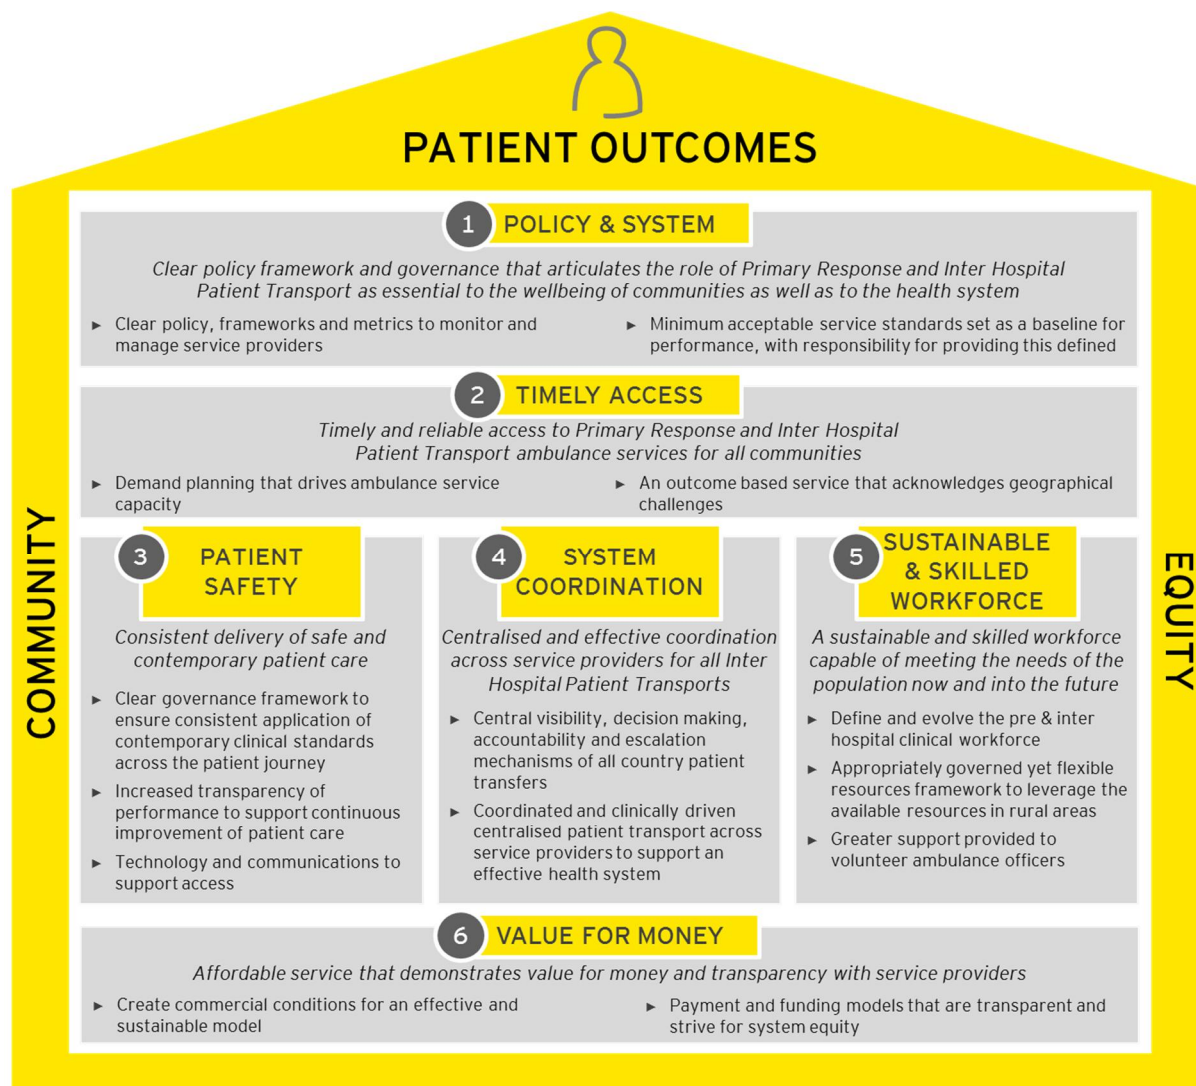 PATIENT OUTCOMES
COMMUNITY
EQUITY
1 POLICY & SYSTEM
Clear policy framework and governance that articulates the role of Primary Response and Inter Hospital
Patient Transport as essential to the wellbeing of communities as well as to the health system
► Clear policy, frameworks and metrics to monitor and
manage service providers
► Minimum acceptable service standards set as a baseline for
performance, with responsibility for providing this defined
2 TIMELY ACCESS
Timely and reliable access to Primary Response and Inter Hospital
Patient Transport ambulance services for all communities
► Demand planning that drives ambulance service
capacity
► An outcome based service that acknowledges geographical
challenges
3 PATIENT
SAFETY
Consistent delivery of safe and
contemporary patient care
► Clear governance framework to
ensure consistent application of
contemporary clinical standards
across the patient journey
► Increased transparency of
performance to support continuous
improvement of patient care
► Technology and communications to
support access
4 SYSTEM
COORDINATION
Centralised and effective coordination
across service providers for all Inter
Hospital Patient Transports
► Central visibility, decision making,
accountability and escalation
mechanisms of all country patient
transfers
► Coordinated and clinically driven
centralised patient transport across
service providers to support an
effective health system
5 SUSTAINABLE
& SKILLED
WORKFORCE
A sustainable and skilled workforce
capable of meeting the needs of the
population now and into the future
► Define and evolve the pre & inter
hospital clinical workforce
► Appropriately governed yet flexible
resources framework to leverage the
available resources in rural areas
► Greater support provided to
volunteer ambulance officers
6 VALUE FOR MONEY
Affordable service that demonstrates value for money and transparency with service providers
► Create commercial conditions for an effective and
sustainable model
► Payment and funding models that are transparent and
strive for system equity